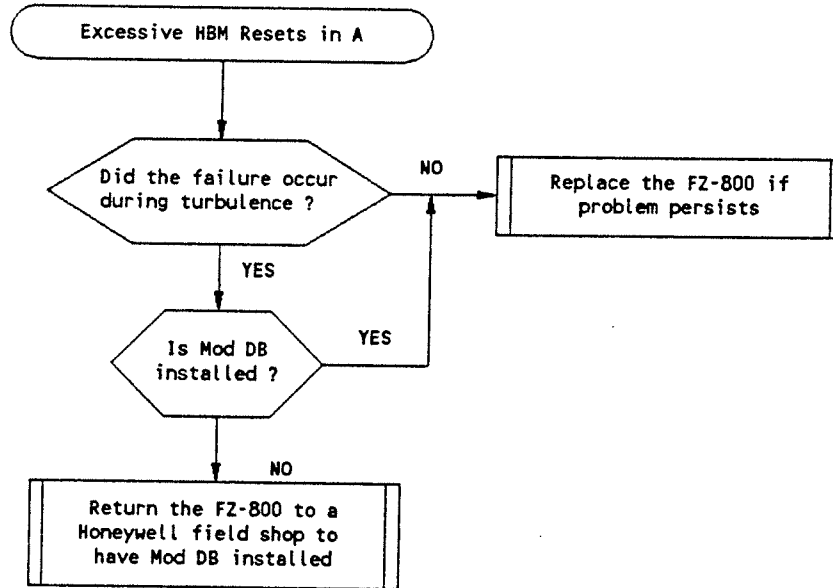 Excessive HBM Resets in A
Did the failure occur
during turbulence ?
NO
Replace the FZ-800 if
problem persists
YES
Is Mod DB
installed ?
YES
NO
Return the FZ-800 to a
Honeywell field shop to
have Mod DB installed